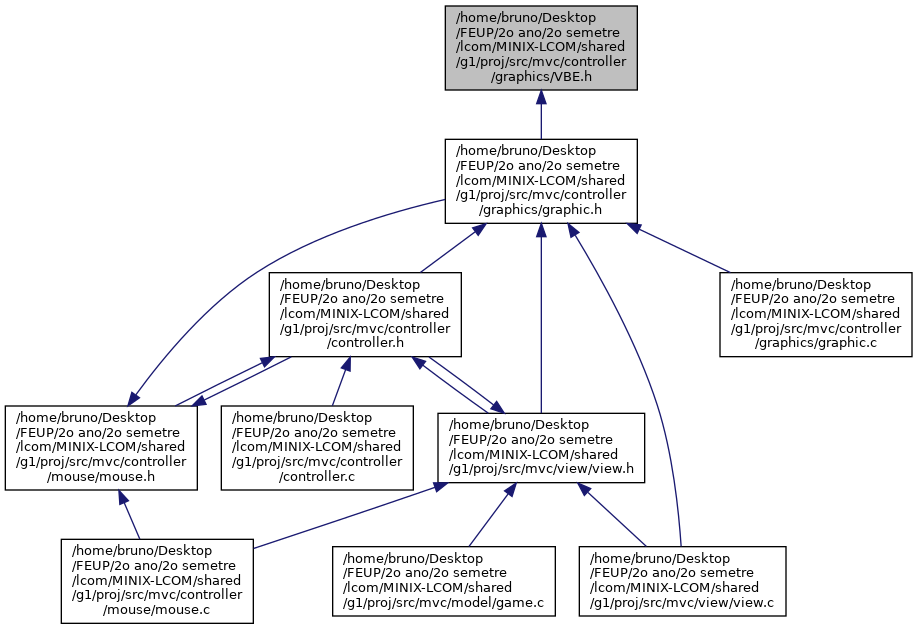 /home/bruno/Desktop
/FEUP/2o ano/2o semetre
/lcom/MINIX-LCOM/shared
/g1/proj/src/mvc/controller
/graphics/VBE.h
/home/bruno/Desktop
/FEUP/2o ano/2o semetre
/lcom/MINIX-LCOM/shared
/g1/proj/src/mvc/controller
/graphics/graphic.h
/home/bruno/Desktop
/FEUP/2o ano/2o semetre
/lcom/MINIX-LCOM/shared
/g1/proj/src/mvc/controller
/controller.h
/home/bruno/Desktop
/FEUP/2o ano/2o semetre
/lcom/MINIX-LCOM/shared
/g1/proj/src/mvc/controller
/graphics/graphic.c
/home/bruno/Desktop
/FEUP/2o ano/2o semetre
/lcom/MINIX-LCOM/shared
/g1/proj/src/mvc/controller
/mouse/mouse.h
/home/bruno/Desktop
/FEUP/2o ano/2o semetre
/lcom/MINIX-LCOM/shared
/g1/proj/src/mvc/controller
/controller.c
/home/bruno/Desktop
/FEUP/2o ano/2o semetre
/lcom/MINIX-LCOM/shared
/g1/proj/src/mvc/view/view.h
/home/bruno/Desktop
/FEUP/2o ano/2o semetre
/lcom/MINIX-LCOM/shared
/g1/proj/src/mvc/controller
/mouse/mouse.c
/home/bruno/Desktop
/FEUP/2o ano/2o semetre
/lcom/MINIX-LCOM/shared
/g1/proj/src/mvc/model/game.c
/home/bruno/Desktop
/FEUP/2o ano/2o semetre
/lcom/MINIX-LCOM/shared
/g1/proj/src/mvc/view/view.c